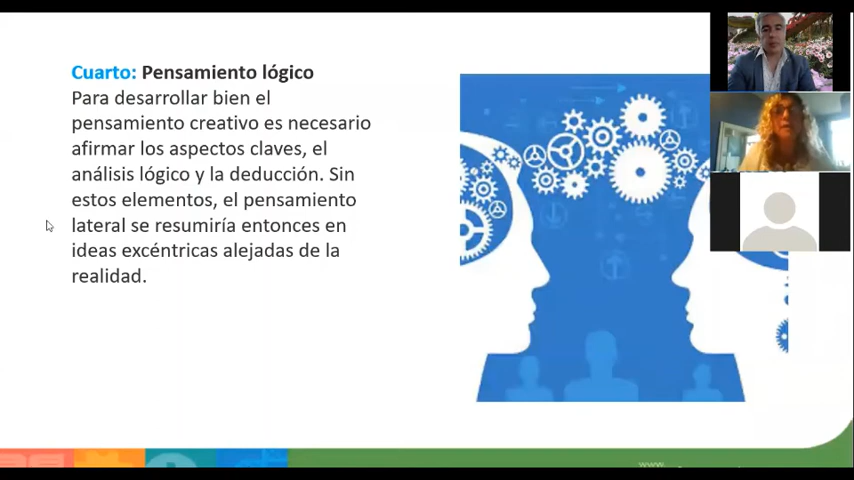 Cuarto: Pensamiento lógico
Para desarrollar bien el
pensamiento creativo es necesario
afirmar los aspectos claves, el
análisis lógico y la deducción. Sin
estos elementos, el pensamiento
lateral se resumiría entonces en
ideas excéntricas alejadas de la
realidad.
www.